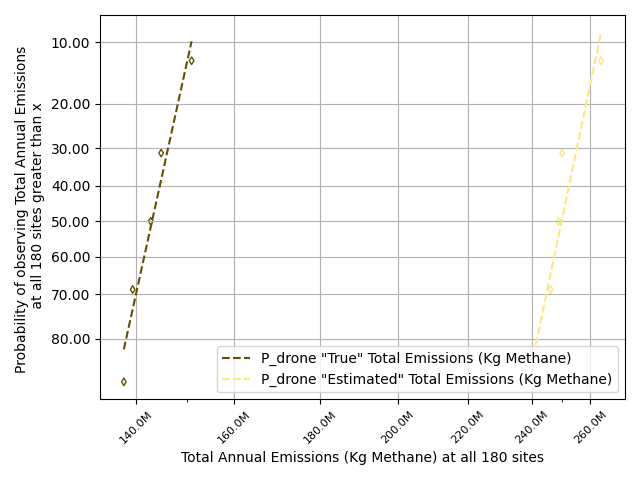 Probability of observing Total Annual Emissions
at all 180 sites greater than x
10.00
20.00
30.00
40.00
50.00
60.00
70.00
80.00
P_drone "True" Total Emissions (Kg Methane)
P_drone "Estimated" Total Emissions (Kg Methane)
140.0M
160.0M
180.0M
200.0M
220.0M
240.0M
260.0M
Total Annual Emissions (Kg Methane) at all 180 sites